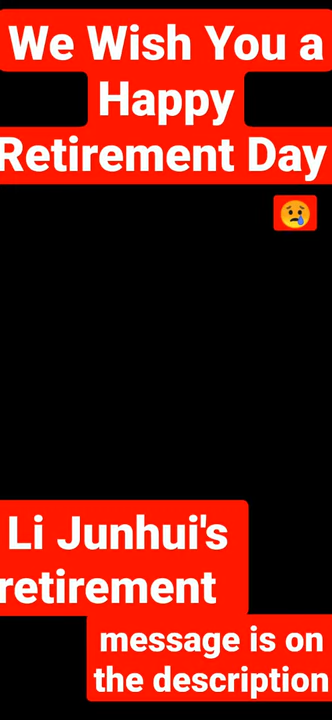 We Wish You a
Happy
Retirement Day
😢
Li Junhui's
retirement
message is on
the description